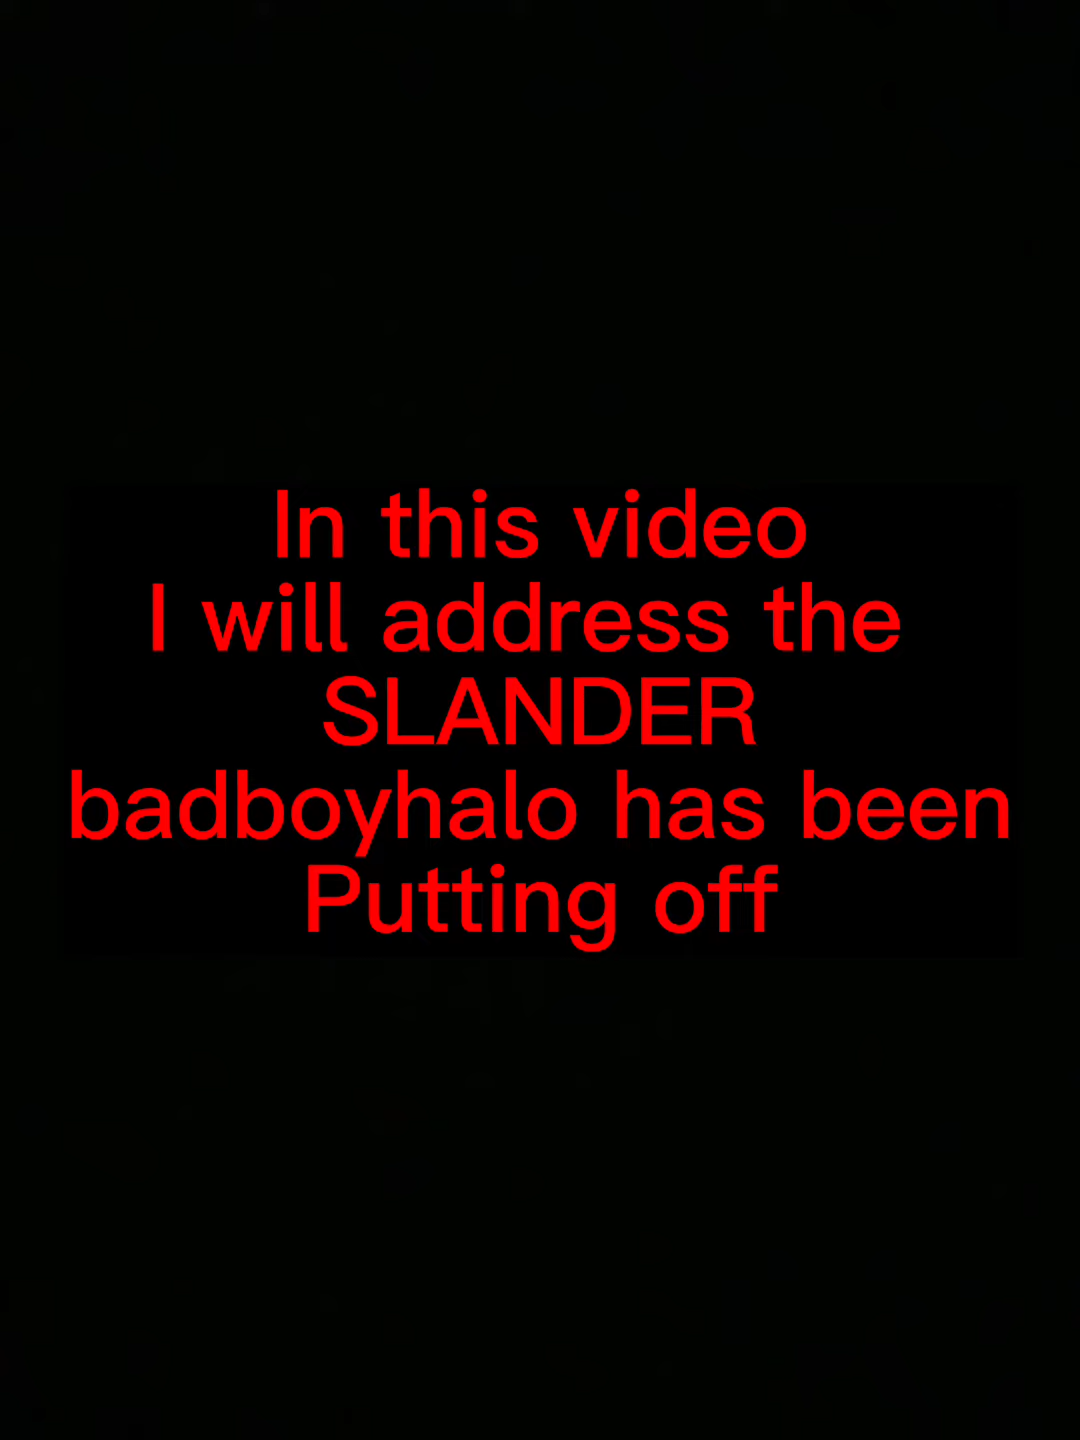 In this video
I will address the
SLANDER
badboyhalo has been
Putting off